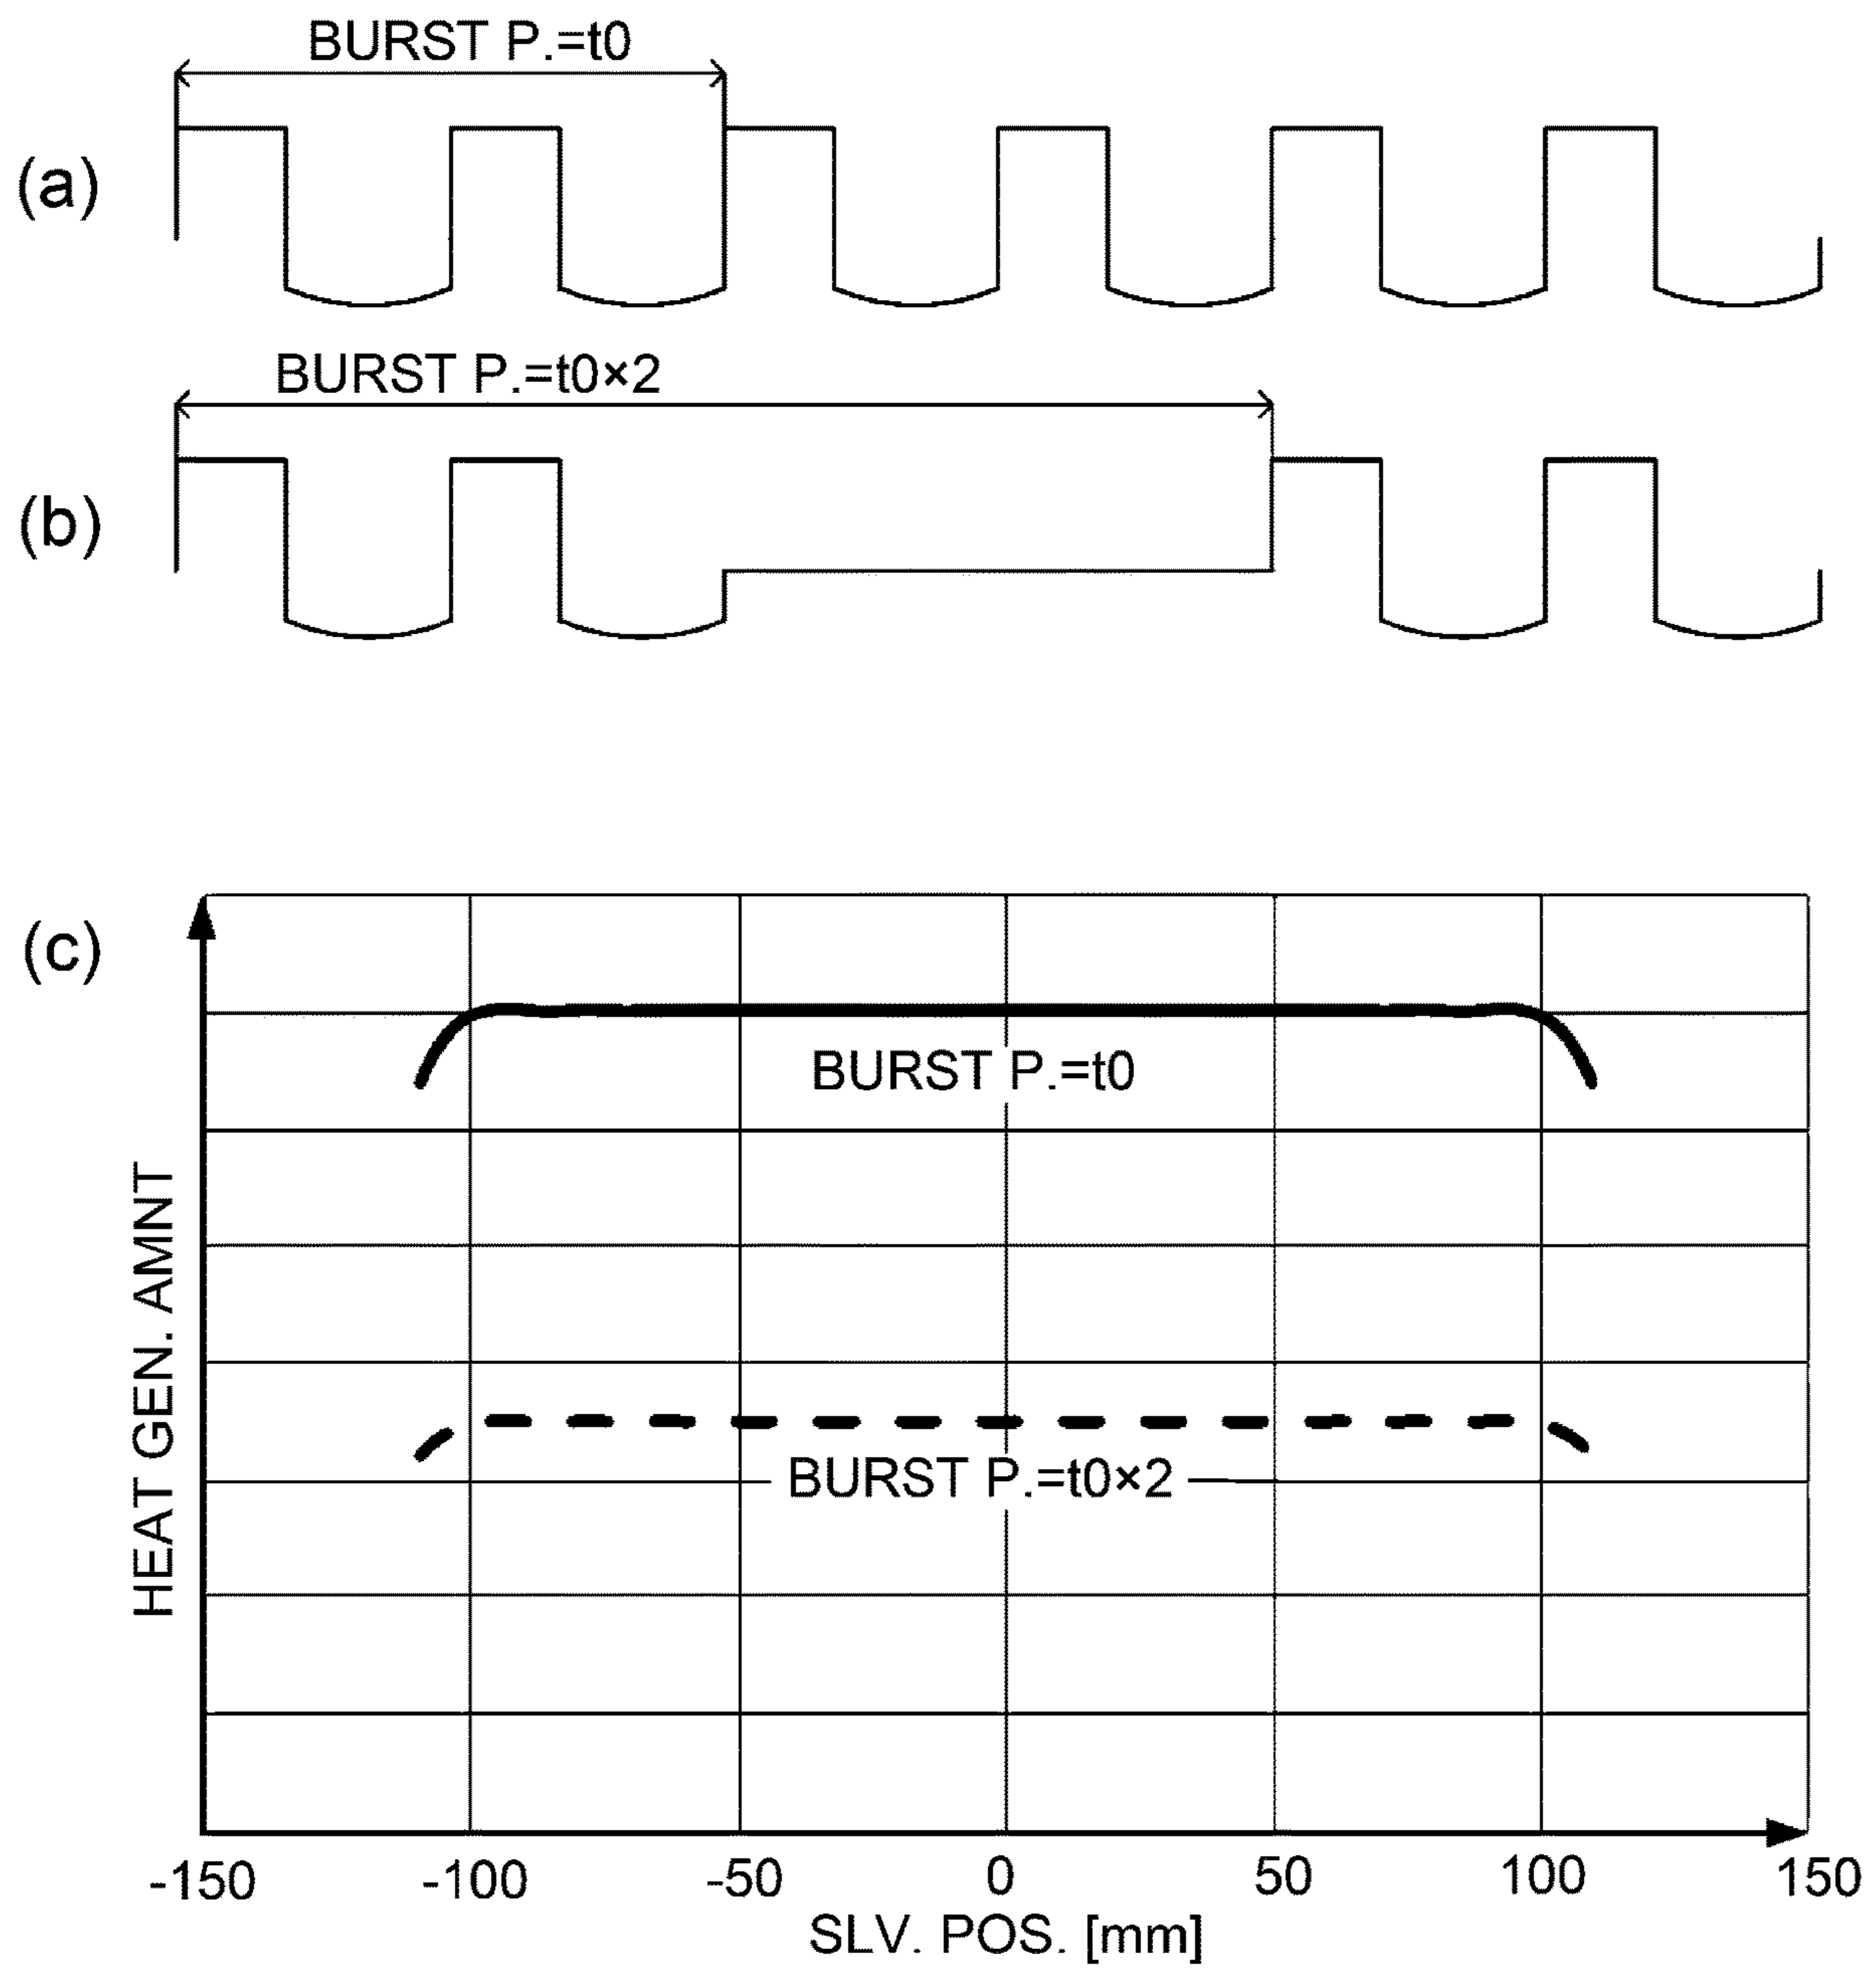 BURST P.=t0
(a)
BURST P.=t0×2
(b)
(c)
BURST P.=t0
BURST P.=t0×2
HEAT GEN. AMNT
-150 -100 -50 0 50 100 150
SLV. POS. [mm]